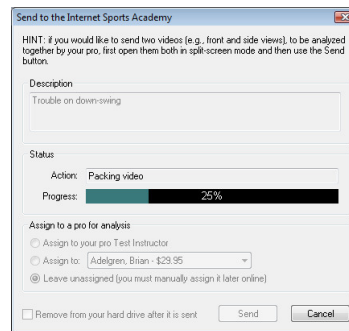 Send to the Internet Sports Academy
HINT: if you would like to send two videos (e.g., front and side views), to be analyzed
together by your pro, first open them both in split-screen mode and then use the Send
button.
Description
Trouble on down-swing
Status
Action: Packing video
Progress: 25%
Assign to a pro for analysis
Assign to your pro Test Instructor
Assign to: Adelgren, Brian - $29.95
Leave unassigned (you must manually assign it later online)
Remove from your hard drive after it is sent Send Cancel